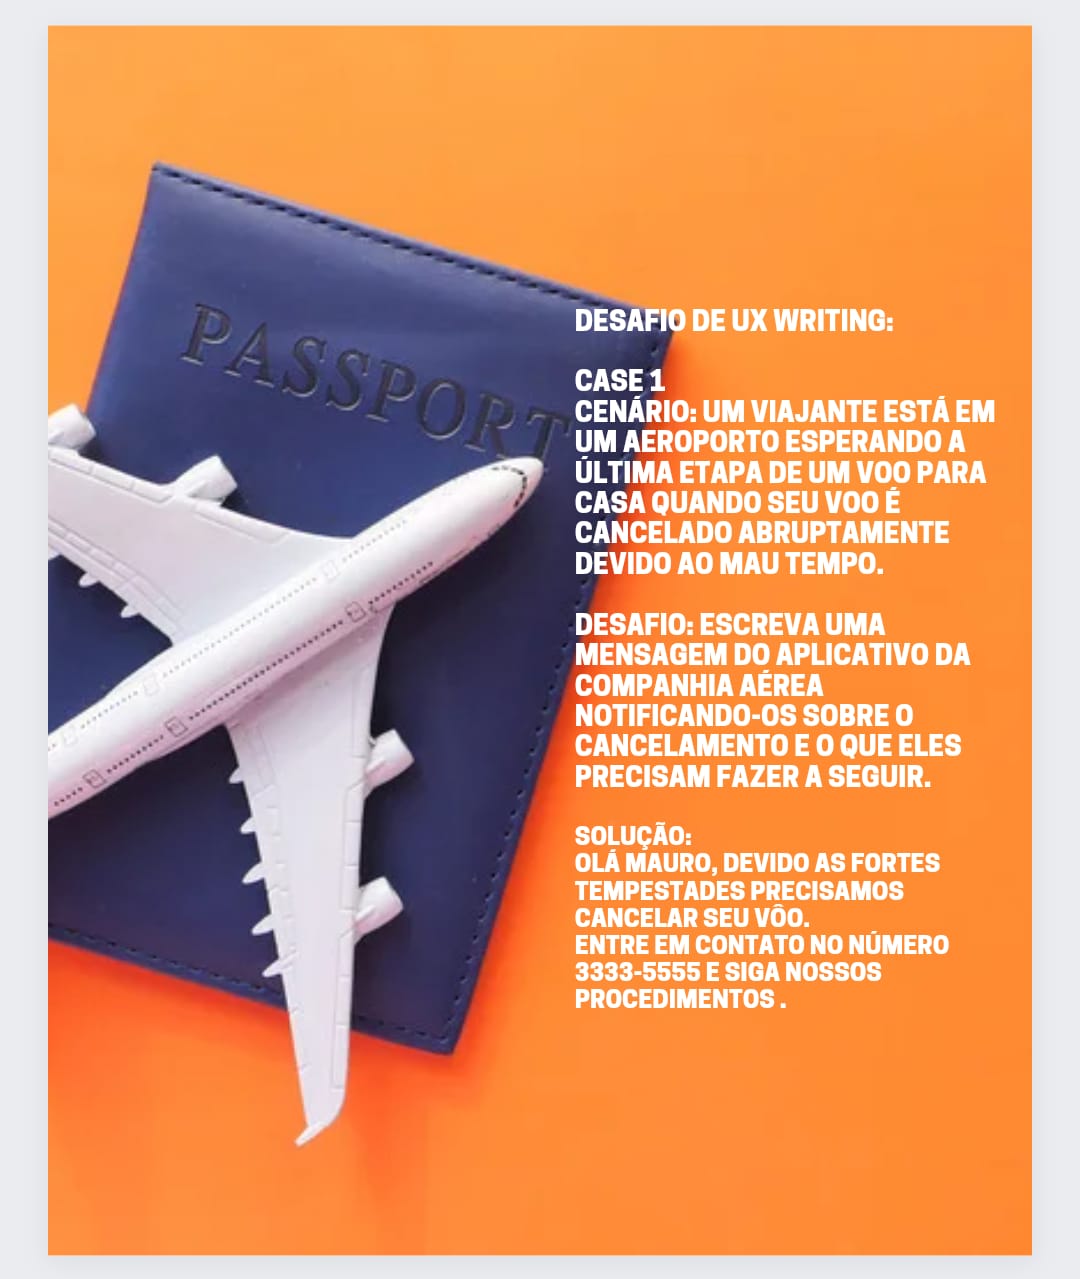 PASSPORT
DESAFIO DE UX WRITING:
CASE 1
CENÁRIO: UM VIAJANTE ESTÁ EM
UM AEROPORTO ESPERANDO A
ÚLTIMA ETAPA DE UM VOO PARA
CASA QUANDO SEU VOO É
CANCELADO ABRUPTAMENTE
DEVIDO AO MAU TEMPO.
DESAFIO: ESCREVA UMA
MENSAGEM DO APLICATIVO DA
COMPANHIA AÉREA
NOTIFICANDO-OS SOBRE O
CANCELAMENTO E O QUE ELES
PRECISAM FAZER A SEGUIR.
SOLUÇÃO:
OLÁ MAURO, DEVIDO AS FORTES
TEMPESTADES PRECISAMOS
CANCELAR SEU VÔO.
ENTRE EM CONTATO NO NÚMERO
3333-5555 E SIGA NOSSOS
PROCEDIMENTOS .